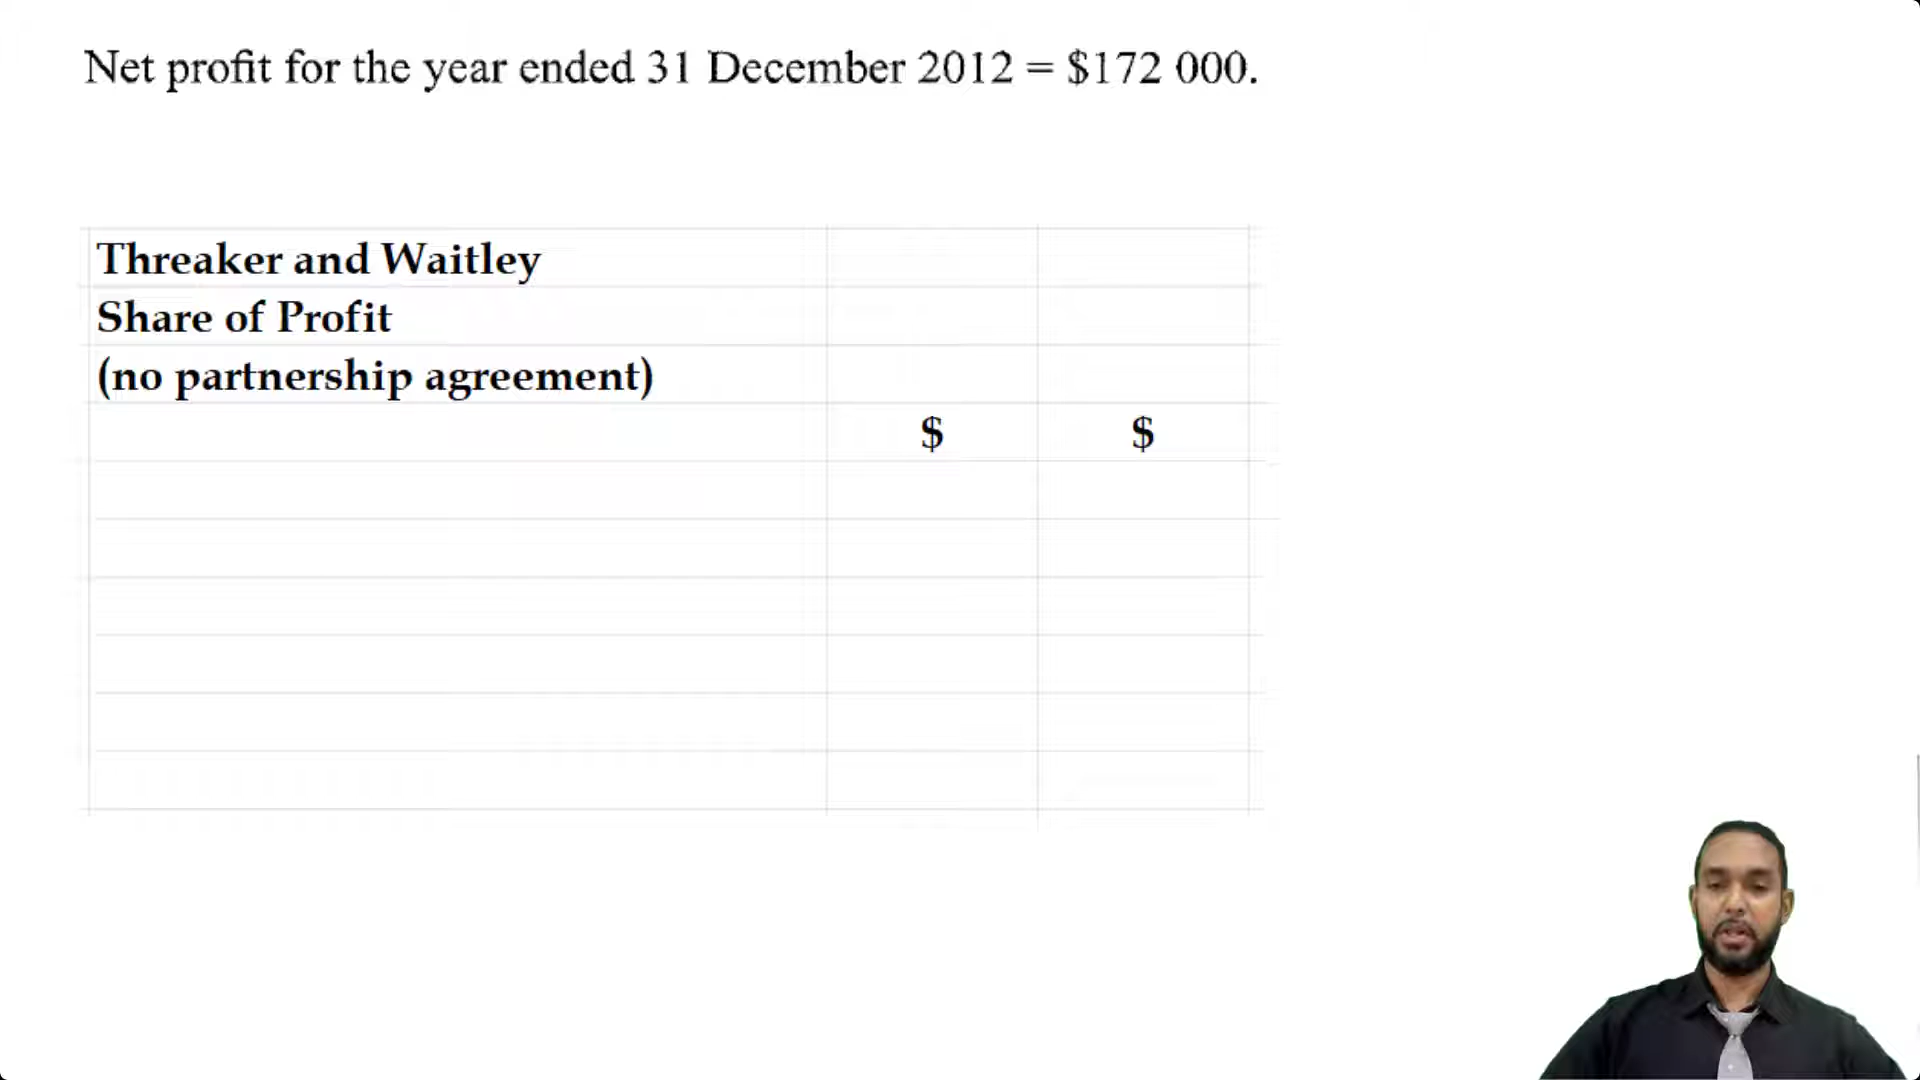 Net profit for the year ended 31 December 2012 = $172 000.
Threaker and Waitley
Share of Profit
(no partnership agreement)
$ $